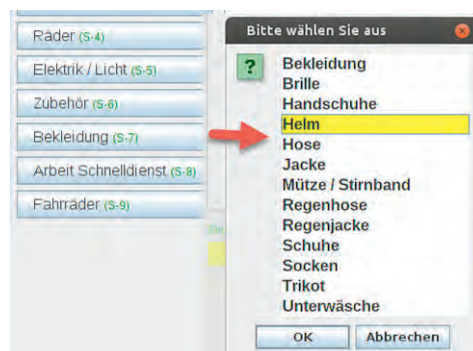 Räder (S-4)
Elektrik / Licht (S-5)
Zubehör (S-6)
Bekleidung (S-7)
Arbeit Schnelldienst (S-8)
Fahrräder (S-9)
Bitte wählen Sie aus
?
Bekleidung
Brille
Handschuhe
Helm
Hose
Jacke
Mütze / Stirnband
Regenhose
Regenjacke
Schuhe
Socken
Trikot
Unterwäsche
OK
Abbrechen